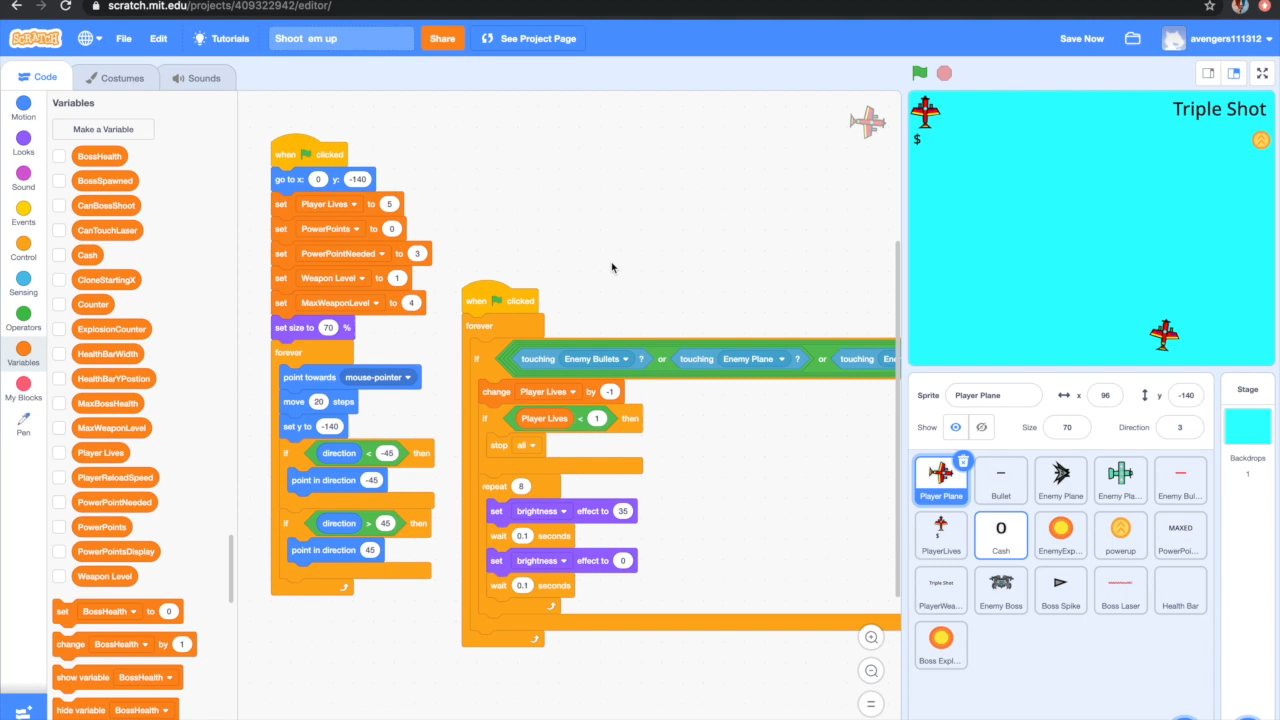 scratch.mit.edu/projects/409322942/editor/
SCRATCH File Edit Tutorials Shoot em up Share See Project Page Save Now avengers111312
Code Costumes Sounds
Motion
Looks
Sound
Events
Control
Sensing
Operators
Variables
My Blocks
Pen
Variables
Make a Variable
BossHealth
BossSpawned
CanBossShoot
CanTouchLaser
Cash
CloneStartingX
Counter
ExplosionCounter
HealthBarWidth
HealthBarYPostion
MaxBossHealth
MaxWeaponLevel
Player Lives
PlayerReloadSpeed
PowerPointNeeded
PowerPoints
PowerPointsDisplay
Weapon Level
set BossHealth to 0
change BossHealth by 1
show variable BossHealth
hide variable BossHealth
when clicked
go to x: 0 y: -140
set Player Lives to 5
set PowerPoints to 0
set PowerPointNeeded to 3
set Weapon Level to 1
set MaxWeaponLevel to 4
set size to 70 %
forever
point towards mouse-pointer
move 20 steps
set y to -140
if direction < -45 then
point in direction -45
if direction > 45 then
point in direction 45
when clicked
forever
if touching Enemy Bullets ? or touching Enemy Plane ? or touching En
change Player Lives by -1
if Player Lives < 1 then
stop all
repeat 8
set brightness effect to 35
wait 0.1 seconds
set brightness effect to 0
wait 0.1 seconds
Triple Shot
$
Sprite Player Plane x 96 y -140
Show Size 70 Direction 3
Player Plane Bullet Enemy Plane Enemy Pla... Enemy Bul...
$
PlayerLives
0
Cash
EnemyExp...
powerup
MAXED
PowerPoi...
Triple Shot
PlayerWea...
Enemy Boss Boss Spike Boss Laser Health Bar
Boss Expl...
Stage
Backdrops
1